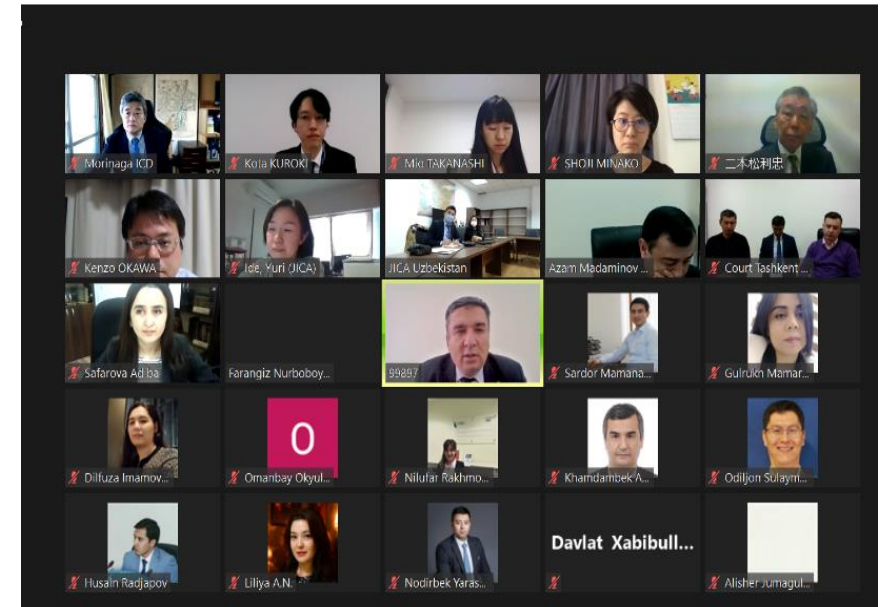 Morinaga ICD
Kota KUROKI
Mio TAKANASHI
SHOJI MINAKO
二本松利忠
Kenzo OKAWA
Ide, Yuri (JICA)
JICA Uzbekistan
Azam Madaminov ...
Court Tashkent ...
Safarova Adiba
Farangiz Nurboboy...
99897
Sardor Mamana...
Gulrukh Mamar...
Dilfuza Imamov...
O
Omanbay Okyul...
Nilufar Rakhmo...
Khamdambek A...
Odiljon Sulaym...
Husain Radjapov
Liliya A.N.
Nodirbek Yaras...
Davlat Xabibull...
Alisher Jumagul...